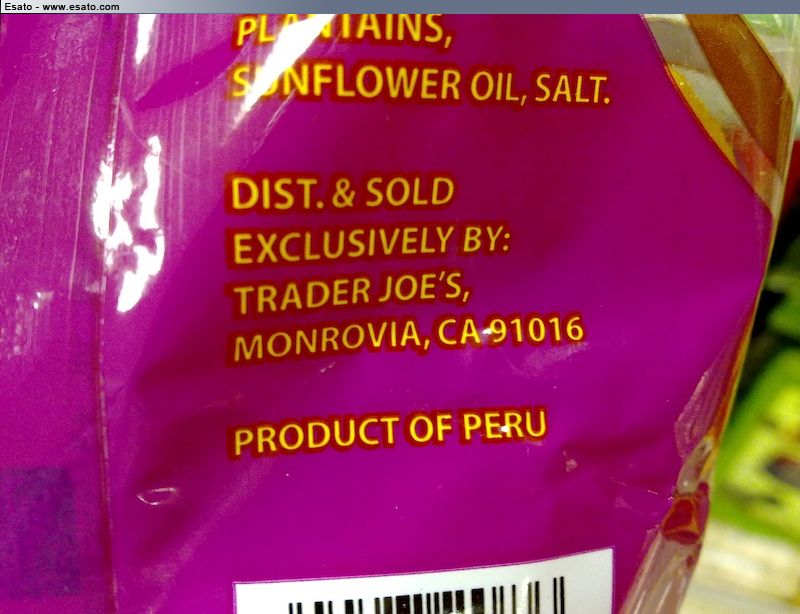 Esato - www.esato.com
PLANTAINS,
SUNFLOWER OIL, SALT.
DIST. & SOLD
EXCLUSIVELY BY:
TRADER JOE'S,
MONROVIA, CA 91016
PRODUCT OF PERU